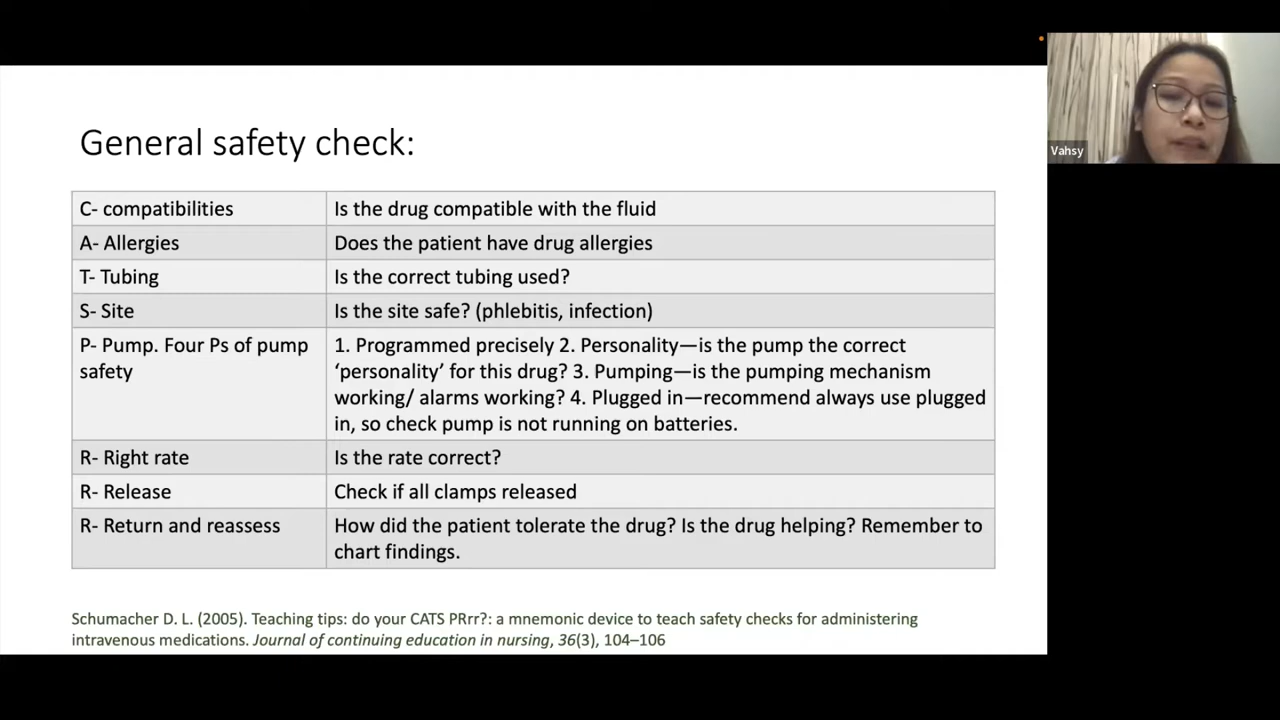 General safety check:
C- compatibilities
Is the drug compatible with the fluid
A- Allergies
Does the patient have drug allergies
T- Tubing
Is the correct tubing used?
S- Site
Is the site safe? (phlebitis, infection)
P- Pump. Four Ps of pump
safety
1. Programmed precisely 2. Personality—is the pump the correct
‘personality’ for this drug? 3. Pumping—is the pumping mechanism
working/ alarms working? 4. Plugged in—recommend always use plugged
in, so check pump is not running on batteries.
R- Right rate
Is the rate correct?
R- Release
Check if all clamps released
R- Return and reassess
How did the patient tolerate the drug? Is the drug helping? Remember to
chart findings.
Schumacher D. L. (2005). Teaching tips: do your CATS PRrr?: a mnemonic device to teach safety checks for administering
intravenous medications. Journal of continuing education in nursing, 36(3), 104–106
Vahsy